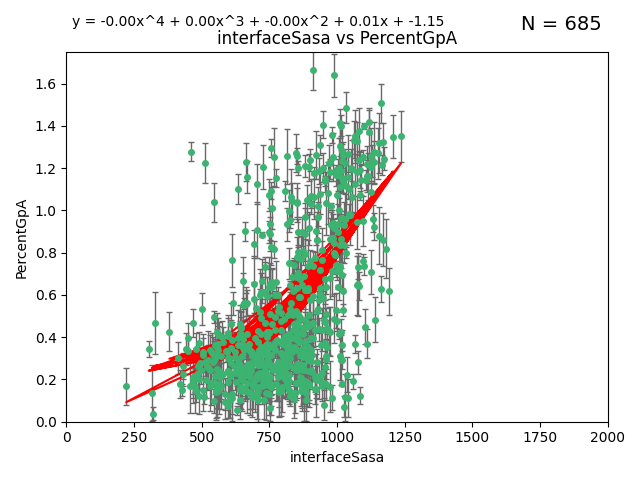 y = -0.00x^4 + 0.00x^3 + -0.00x^2 + 0.01x + -1.15
N = 685
interfaceSasa vs PercentGpA
1.6
1.4
1.2
1.0
0.8
0.6
0.4
0.2
0.0
PercentGpA
0 250 500 750 1000 1250 1500 1750 2000
interfaceSasa